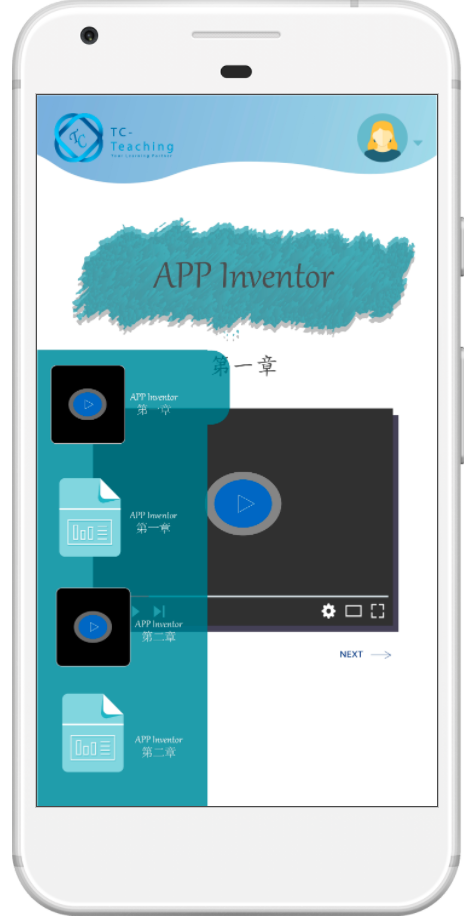 TC
TC-
Teaching
Your Learning Partner
APP Inventor
第一章
APP Inventor
第一章
APP Inventor
第一章
APP Inventor
第二章
APP Inventor
第二章
NEXT